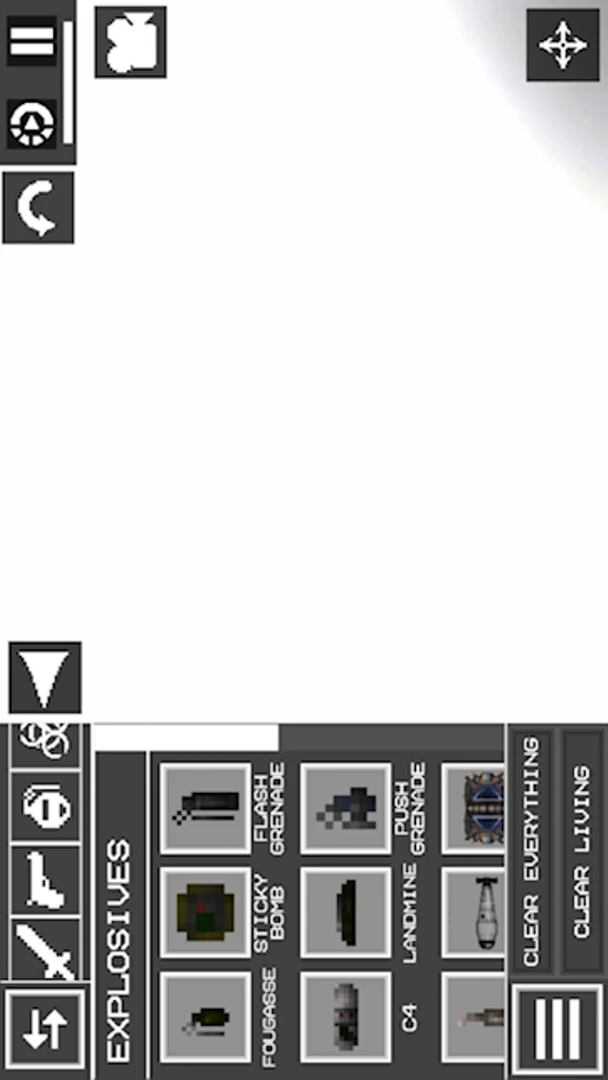 EXPLOSIVES
FOUGASSE
STICKY
BOMB
FLASH
GRENADE
C4
LANDMINE
PUSH
GRENADE
CLEAR EVERYTHING
CLEAR LIVING